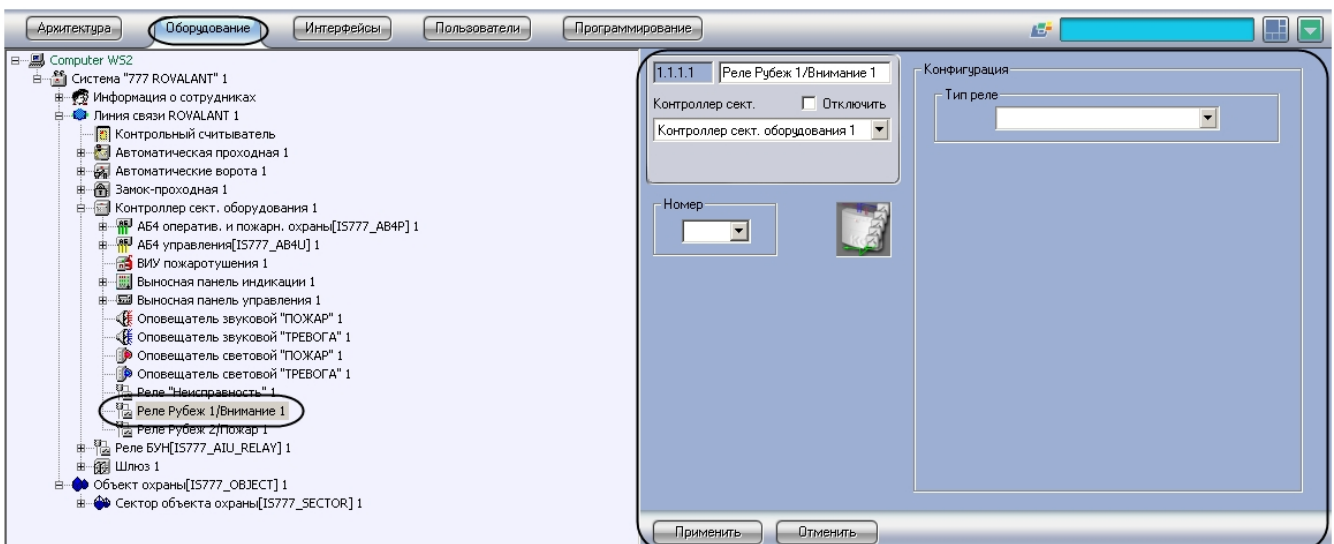 Архитектура Оборудование Интерфейсы Пользователи Программирование
Computer WS2
Система "777 ROVALANT" 1
Информация о сотрудниках
Линия связи ROVALANT 1
Контрольный считыватель
Автоматическая проходная 1
Автоматические ворота 1
Замок-проходная 1
Контроллер сект. оборудования 1
АБ4 оператив. и пожарн. охраны[IS777_AB4P] 1
АБ4 управления[IS777_AB4U] 1
ВИУ пожаротушения 1
Выносная панель индикации 1
Выносная панель управления 1
Оповещатель звуковой "ПОЖАР" 1
Оповещатель звуковой "ТРЕВОГА" 1
Оповещатель световой "ПОЖАР" 1
Оповещатель световой "ТРЕВОГА" 1
Реле "Неисправность" 1
Реле Рубеж 1/Внимание 1
Реле Рубеж 2/Пожар 1
Реле БУН[IS777_AIU_RELAY] 1
Шлюз 1
Объект охраны[IS777_OBJECT] 1
Сектор объекта охраны[IS777_SECTOR] 1
1.1.1.1 Реле Рубеж 1/Внимание 1
Контроллер сект. Отключить
Контроллер сект. оборудования 1
Номер
Конфигурация
Тип реле
Применить Отменить